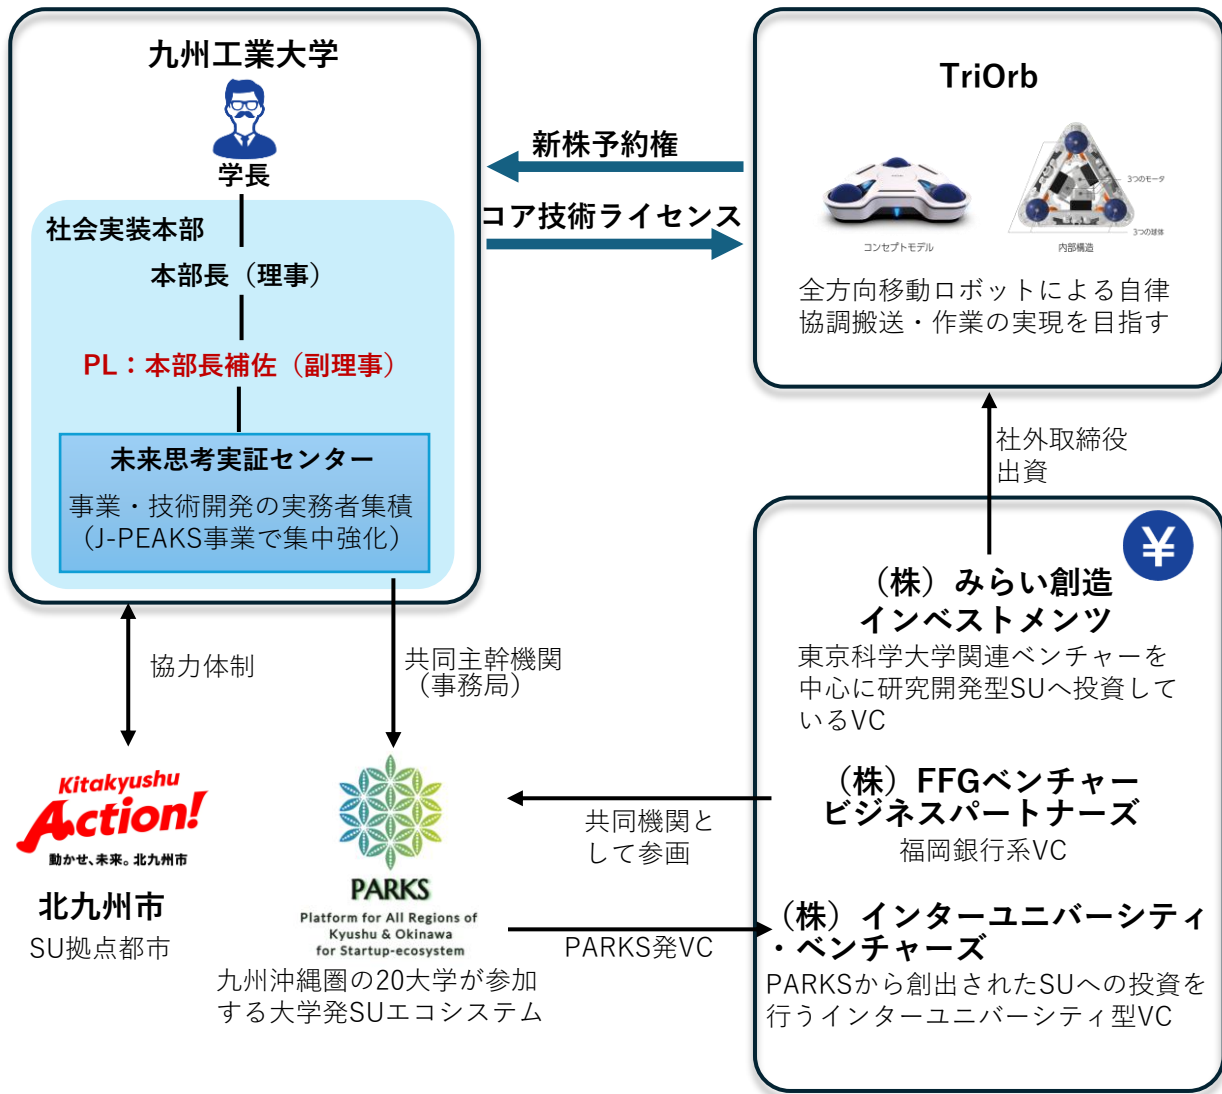 九州工業大学
学長
社会実装本部
本部長（理事）
PL：本部長補佐（副理事）
未来思考実証センター
事業・技術開発の実務者集積
（J-PEAKS事業で集中強化）
新株予約権
コア技術ライセンス
TriOrb
3つのモータ
3つの球体
コンセプトモデル
内部構造
全方向移動ロボットによる自律
協調搬送・作業の実現を目指す
社外取締役
出資
¥
（株）みらい創造
インベストメンツ
東京科学大学関連ベンチャーを
中心に研究開発型SUへ投資して
いるVC
（株）FFGベンチャー
ビジネスパートナーズ
福岡銀行系VC
（株）インターユニバーシティ
・ベンチャーズ
PARKSから創出されたSUへの投資を
行うインターユニバーシティ型VC
協力体制
共同主幹機関
（事務局）
共同機関と
して参画
PARKS発VC
Kitakyushu
Action!
動かせ、未来。北九州市
北九州市
SU拠点都市
PARKS
Platform for All Regions of
Kyushu & Okinawa
for Startup-ecosystem
九州沖縄圏の20大学が参加
する大学発SUエコシステム